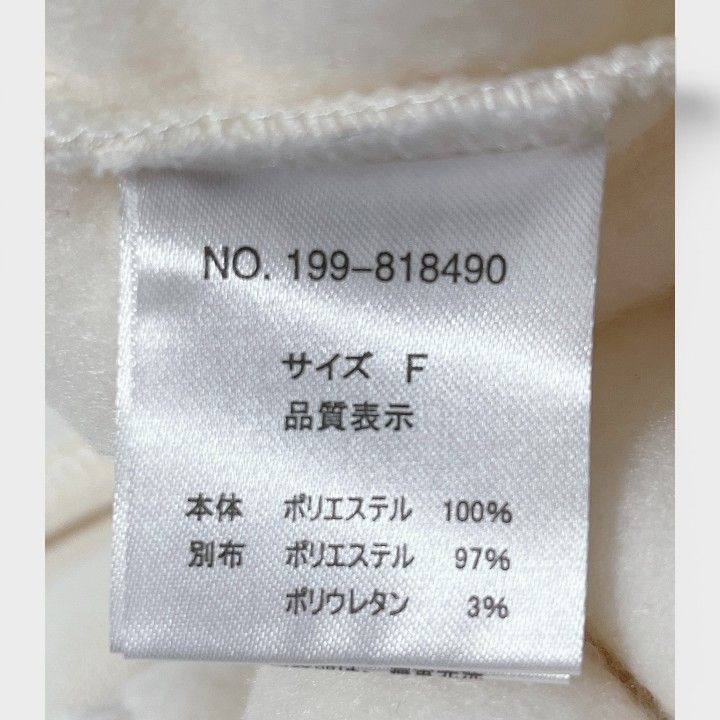 NO. 199-818490
サイズ F
品質表示
本体 ポリエステル 100%
別布 ポリエステル 97%
ポリウレタン 3%